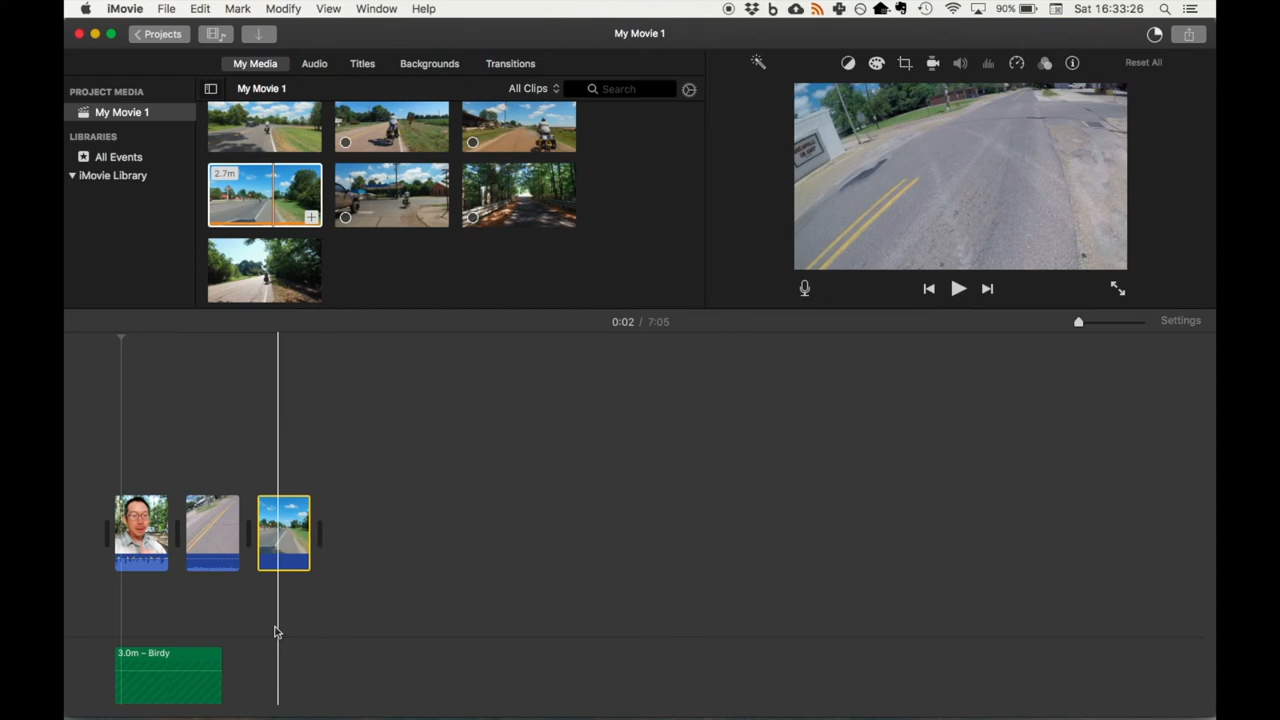 iMovie File Edit Mark Modify View Window Help 90% Sat 16:33:26
Projects My Movie 1
My Media Audio Titles Backgrounds Transitions Reset All
PROJECT MEDIA My Movie 1 All Clips Search
My Movie 1
LIBRARIES
All Events
iMovie Library
2.7m
0:02 / 7:05 Settings
3.0m – Birdy